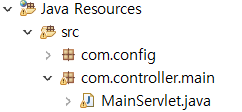 Java Resources
src
com.config
com.controller.main
MainServlet.java